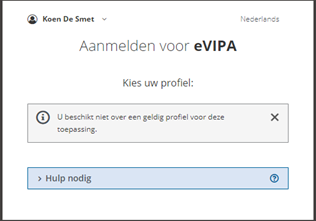 Koen De Smet Nederlands
Aanmelden voor eVIPA
Kies uw profiel:
U beschikt niet over een geldig profiel voor deze
toepassing.
Hulp nodig